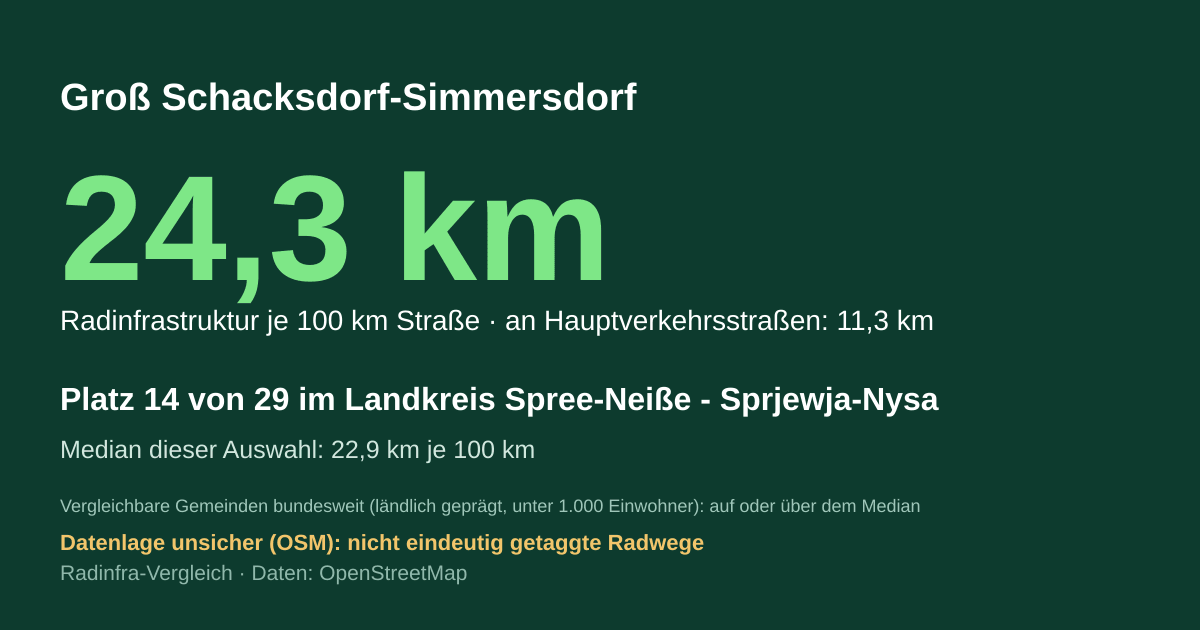 Groß Schacksdorf-Simmersdorf
24,3 km
Radinfrastruktur je 100 km Straße · an Hauptverkehrsstraßen: 11,3 km
Platz 14 von 29 im Landkreis Spree-Neiße - Sprjewja-Nysa
Median dieser Auswahl: 22,9 km je 100 km
Vergleichbare Gemeinden bundesweit (ländlich geprägt, unter 1.000 Einwohner): auf oder über dem Median
Datenlage unsicher (OSM): nicht eindeutig getaggte Radwege
Radinfra-Vergleich · Daten: OpenStreetMap